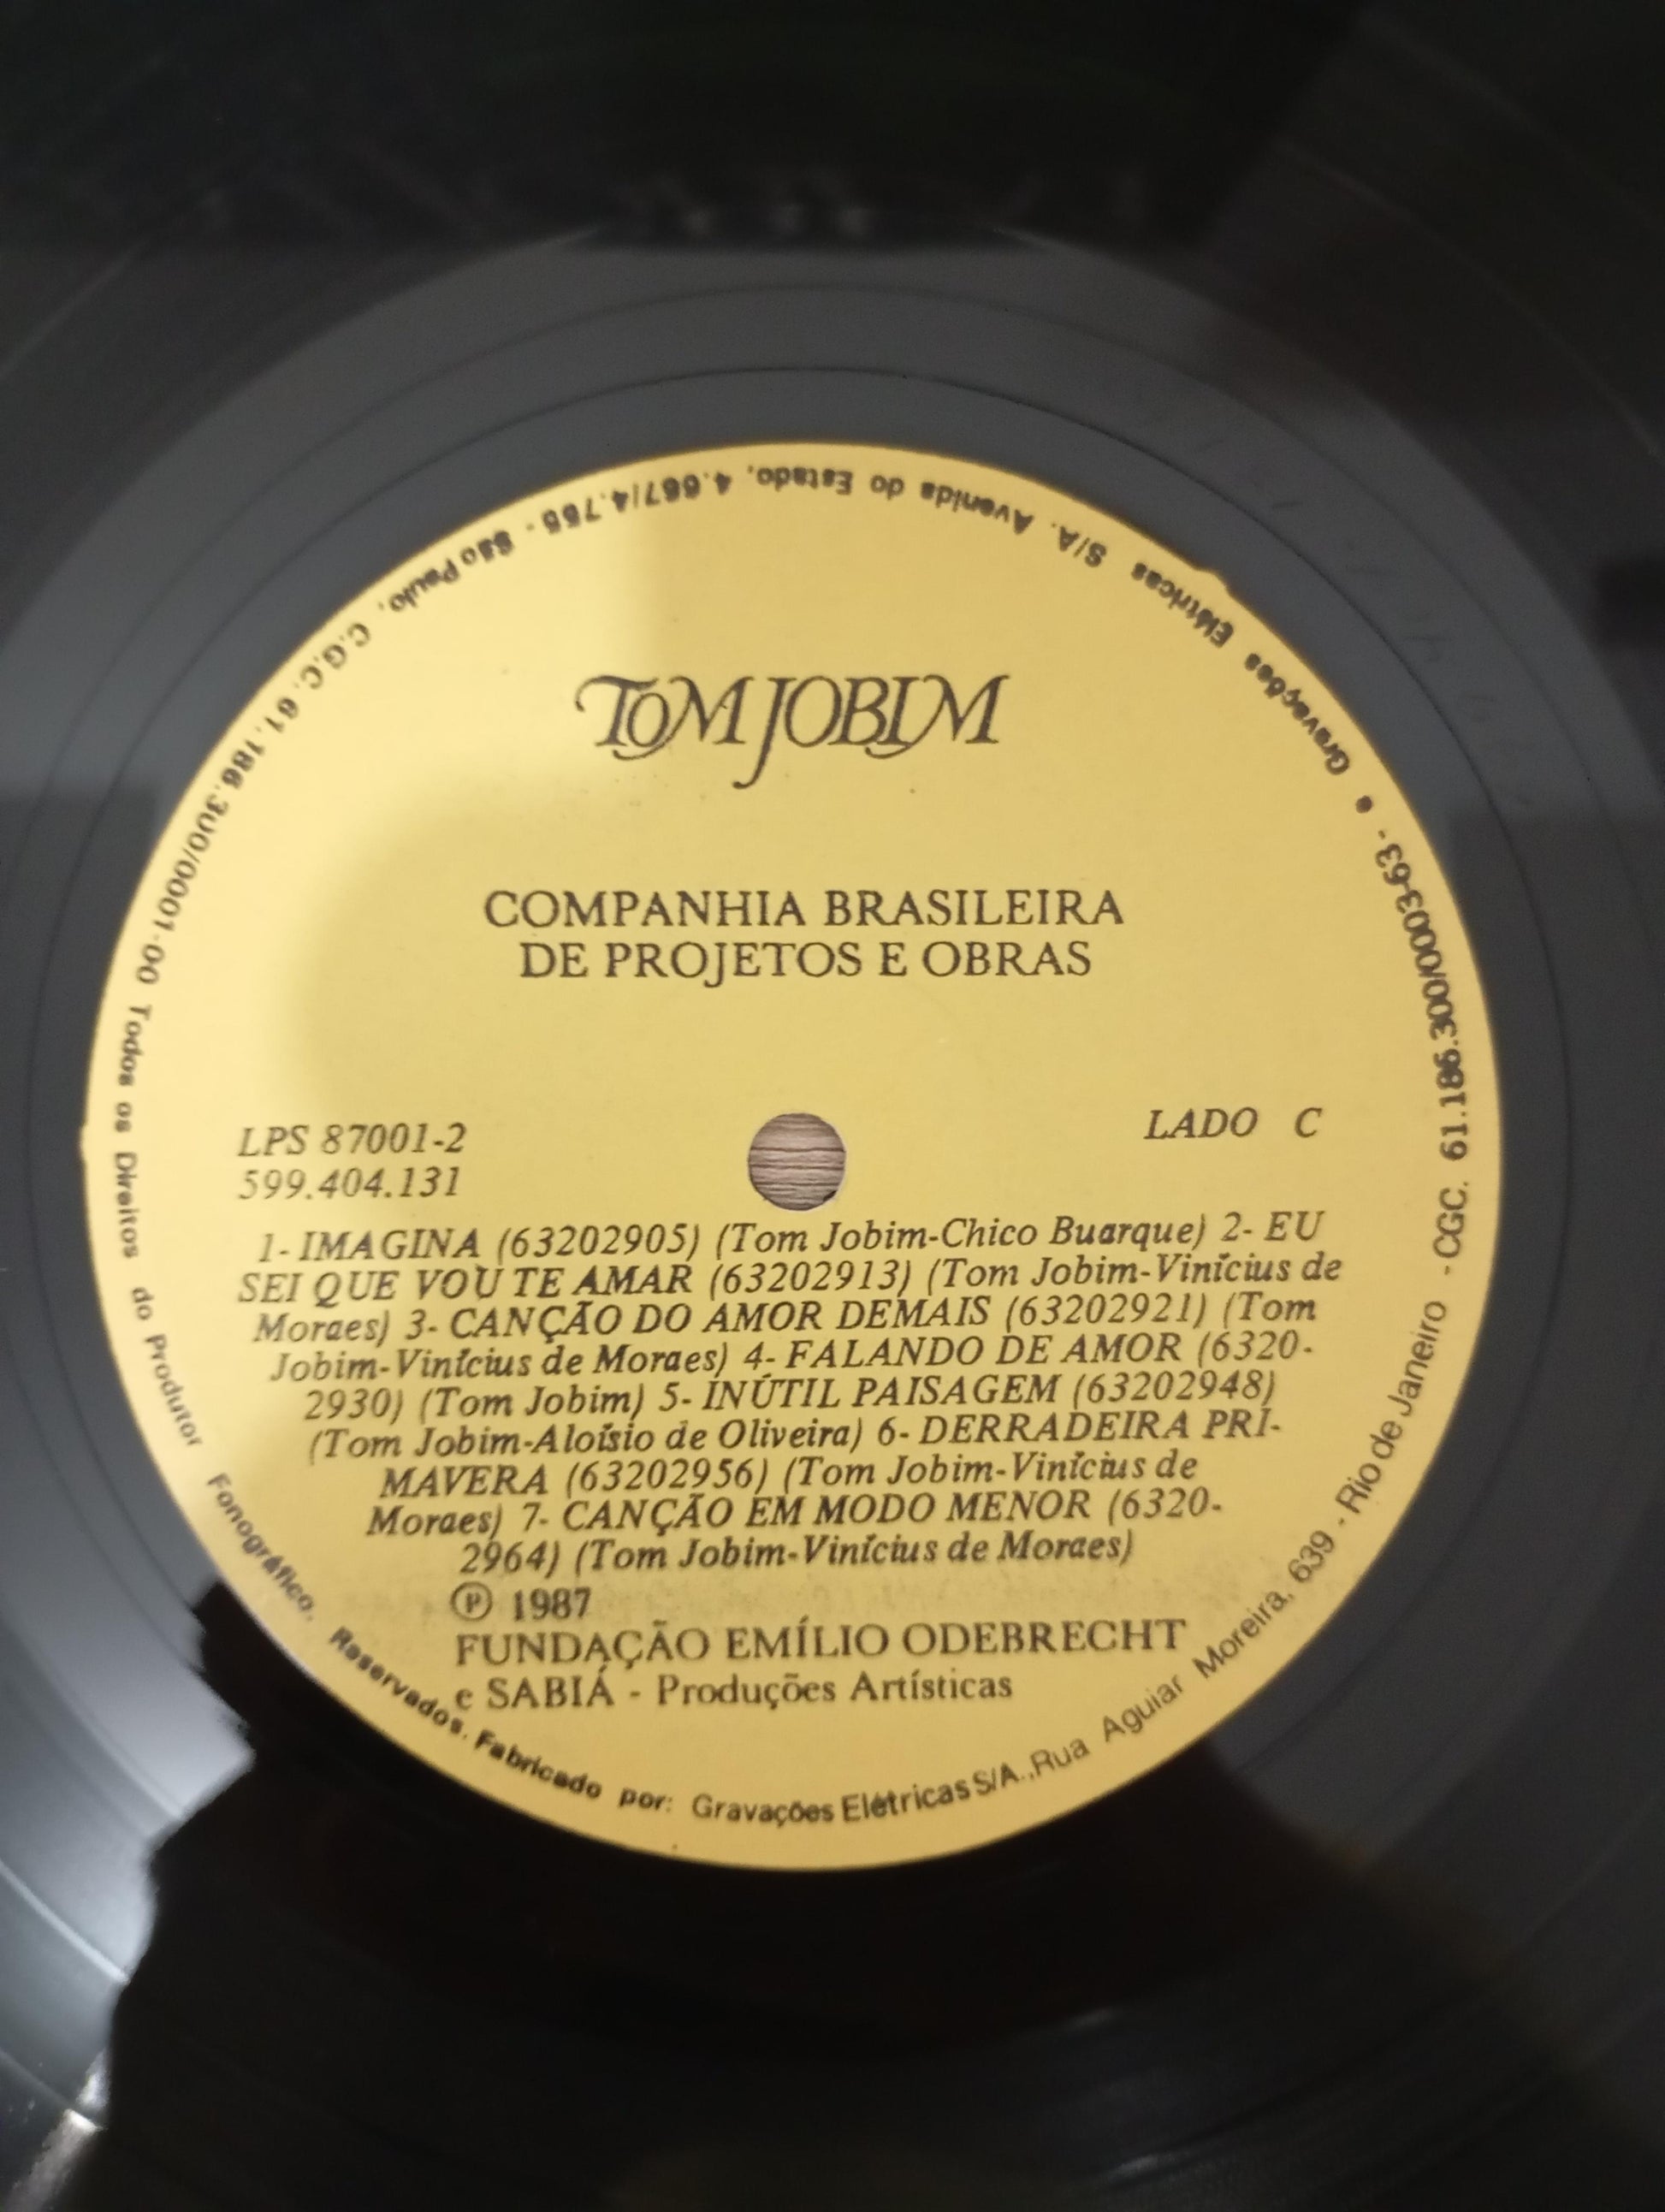 TOM JOBIM
COMPANHIA BRASILEIRA
DE PROJETOS E OBRAS
LPS 87001-2
599.404.131
LADO C
1- IMAGINA (63202905) (Tom Jobim-Chico Buarque) 2- EU
SEI QUE VOU TE AMAR (63202913) (Tom Jobim-Vinícius de
Moraes) 3- CANÇÃO DO AMOR DEMAIS (63202921) (Tom
Jobim-Vinícius de Moraes) 4- FALANDO DE AMOR (6320-
2930) (Tom Jobim) 5- INÚTIL PAISAGEM (63202948)
(Tom Jobim-Aloísio de Oliveira) 6- DERRADEIRA PRI-
MAVERA (63202956) (Tom Jobim-Vinícius de
Moraes) 7- CANÇÃO EM MODO MENOR (6320-
2964) (Tom Jobim-Vinícius de Moraes)
Ⓟ 1987
FUNDAÇÃO EMÍLIO ODEBRECHT
e SABIÁ - Produções Artísticas
Todos os Direitos do Produtor Fonográfico. Reservados. Fabricado por: Gravações Elétricas S/A.,Rua Aguiar Moreira, 639 - Rio de Janeiro - CGC. 61.186.300/0003-63 - • Gravações Elétricas S/A. Avenida do Estado, 4.667/4.755 - São Paulo, C.G.C. 61.186.300/0001-00